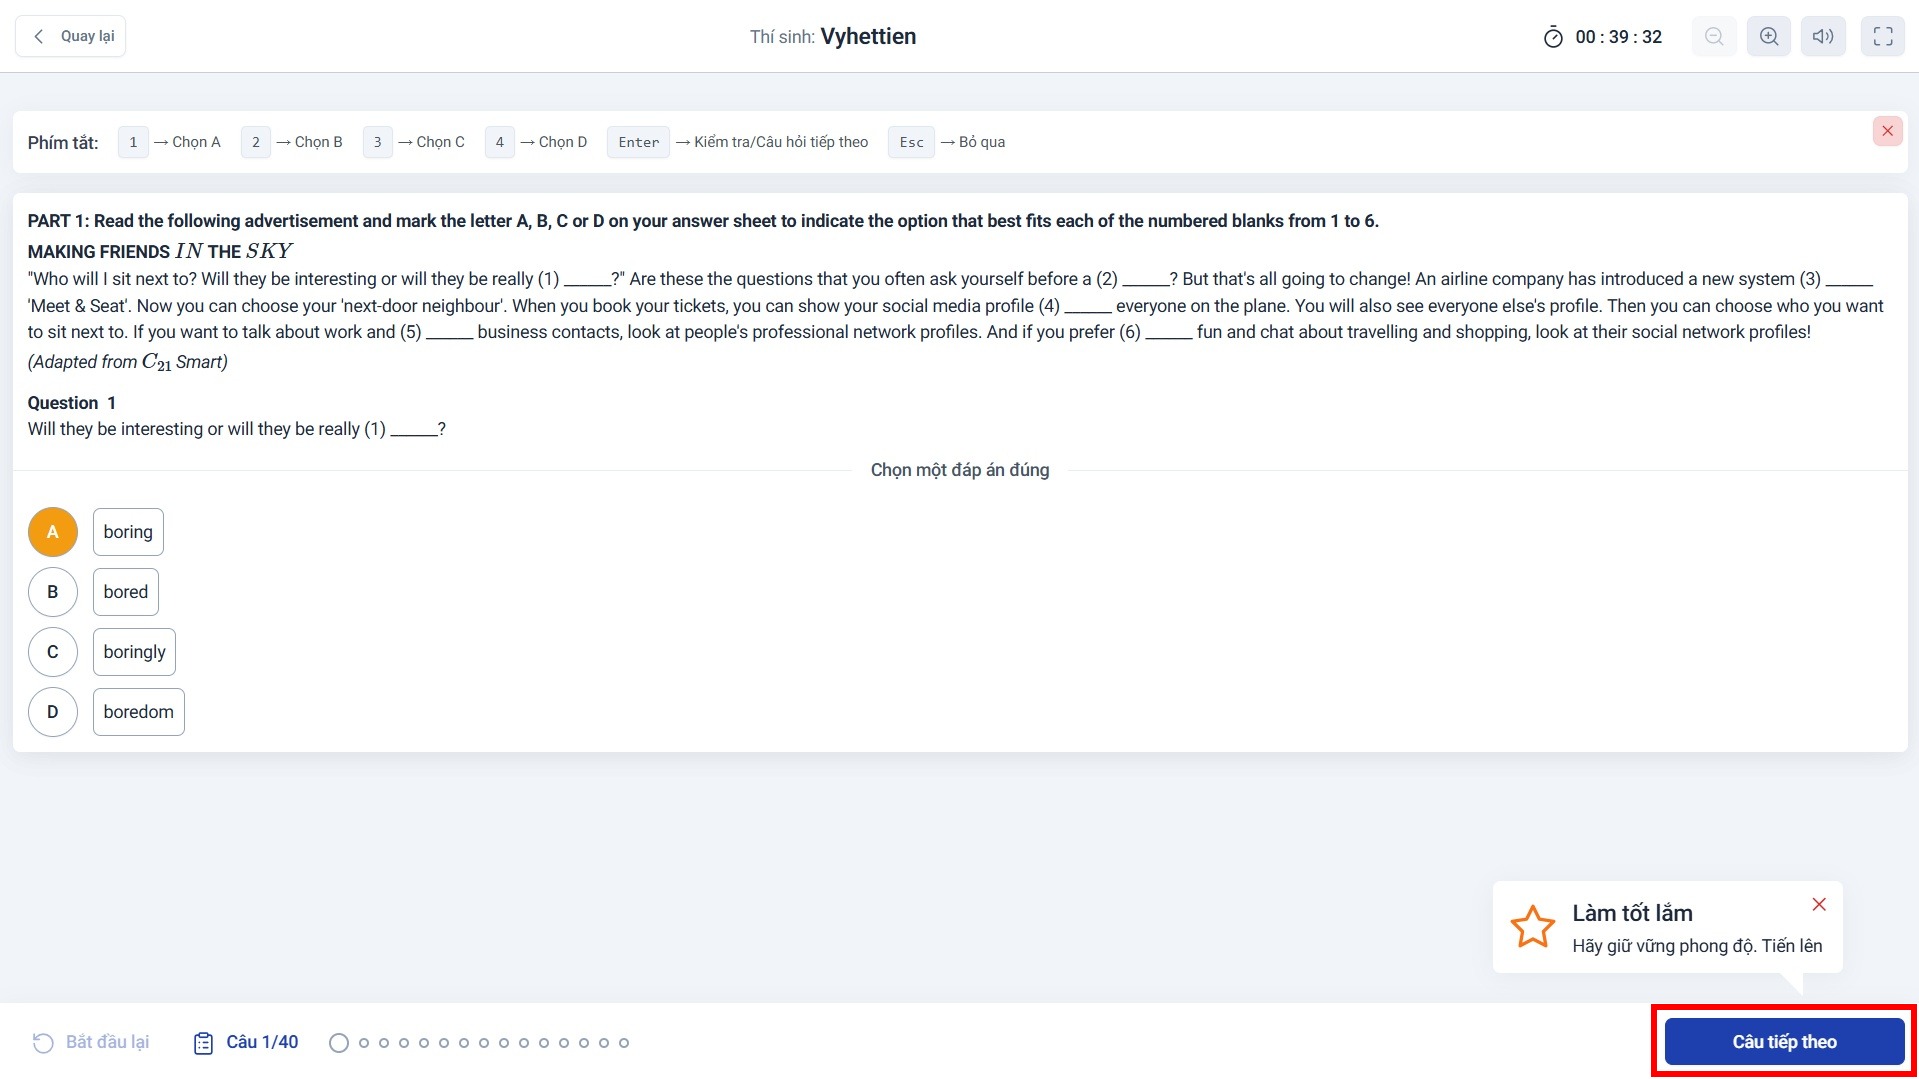 Quay lại
Thí sinh: Vyhettien
00 : 39 : 32
Phím tắt: 1 → Chọn A 2 → Chọn B 3 → Chọn C 4 → Chọn D Enter → Kiểm tra/Câu hỏi tiếp theo Esc → Bỏ qua
PART 1: Read the following advertisement and mark the letter A, B, C or D on your answer sheet to indicate the option that best fits each of the numbered blanks from 1 to 6.
MAKING FRIENDS IN THE SKY
"Who will I sit next to? Will they be interesting or will they be really (1) _____?" Are these the questions that you often ask yourself before a (2) _____? But that's all going to change! An airline company has introduced a new system (3) _____
'Meet & Seat'. Now you can choose your 'next-door neighbour'. When you book your tickets, you can show your social media profile (4) _____ everyone on the plane. You will also see everyone else's profile. Then you can choose who you want
to sit next to. If you want to talk about work and (5) _____ business contacts, look at people's professional network profiles. And if you prefer (6) _____ fun and chat about travelling and shopping, look at their social network profiles!
(Adapted from C21 Smart)
Question 1
Will they be interesting or will they be really (1) _____?
Chọn một đáp án đúng
A boring
B bored
C boringly
D boredom
Làm tốt lắm
Hãy giữ vững phong độ. Tiến lên
Bắt đầu lại
Câu 1/40
Câu tiếp theo